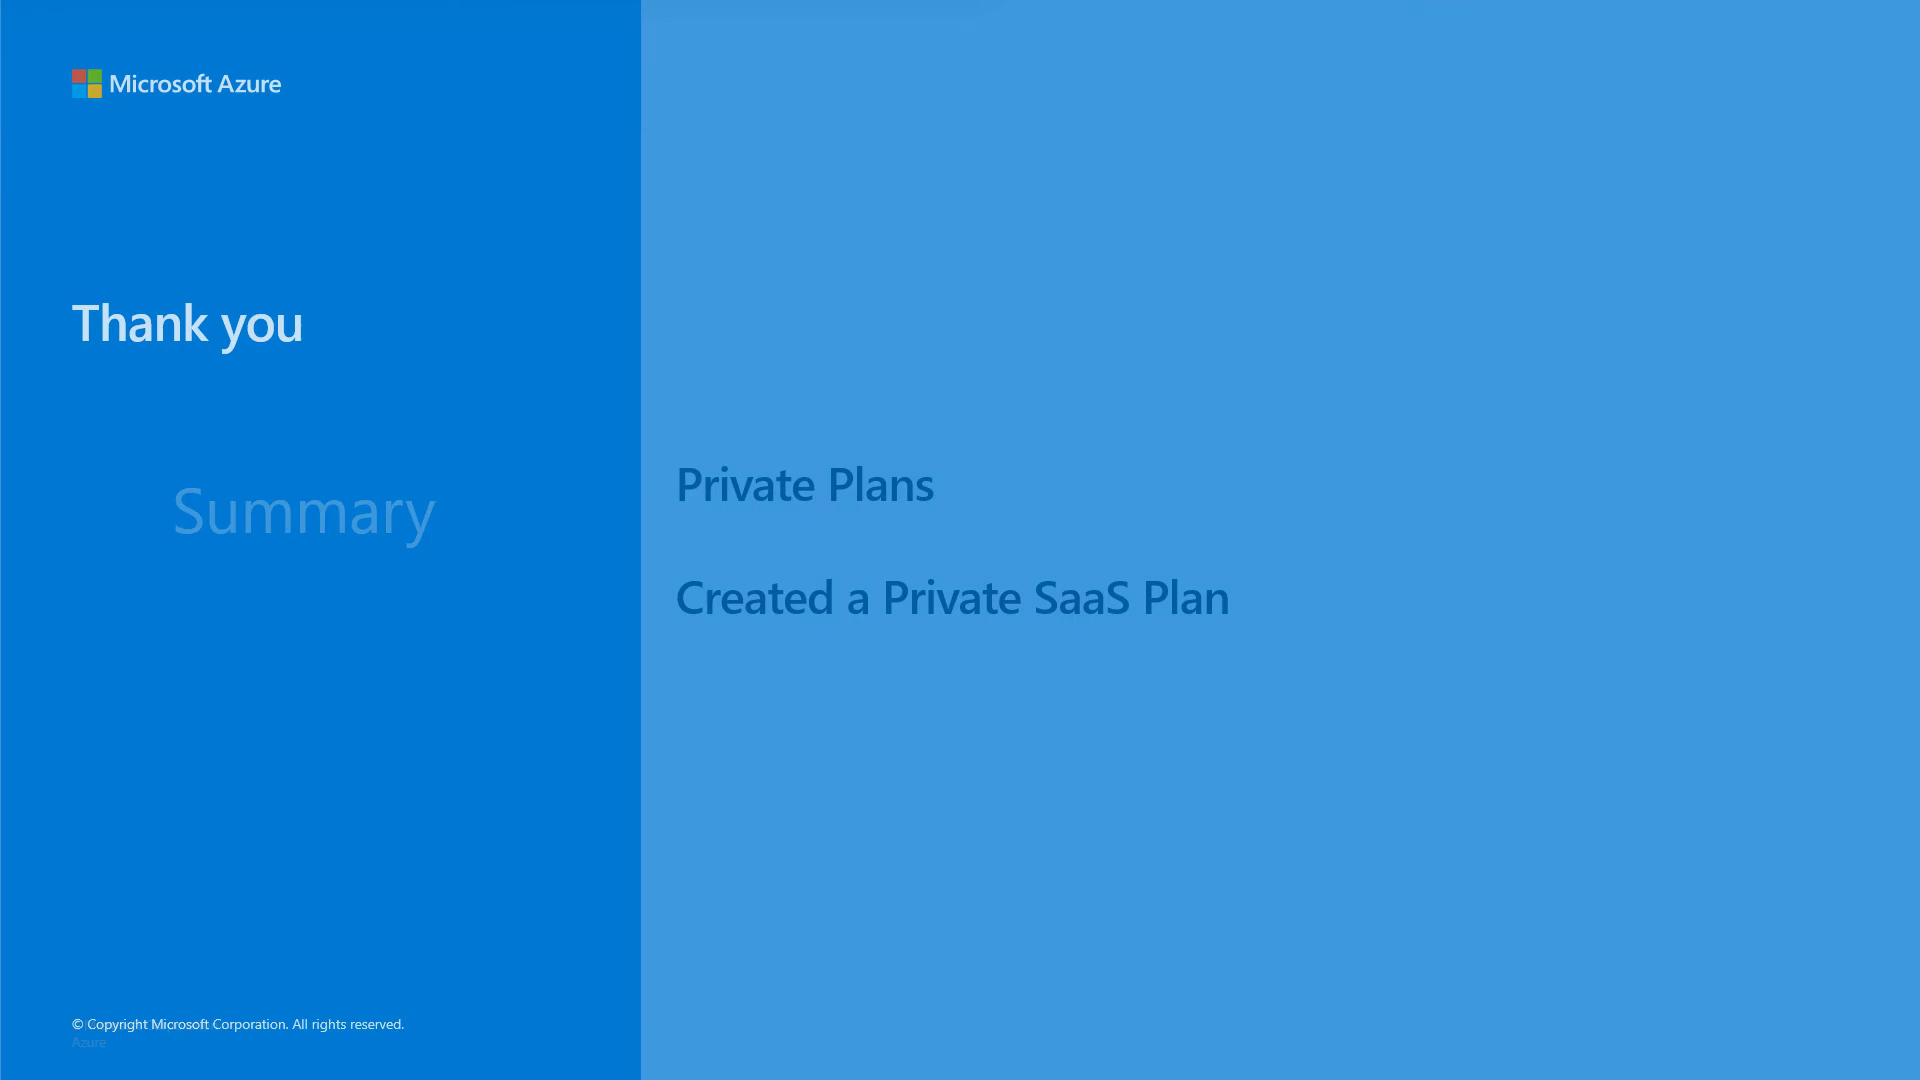 Microsoft Azure
Thank you
Summary
Private Plans
Created a Private SaaS Plan
© Copyright Microsoft Corporation. All rights reserved.
Azure